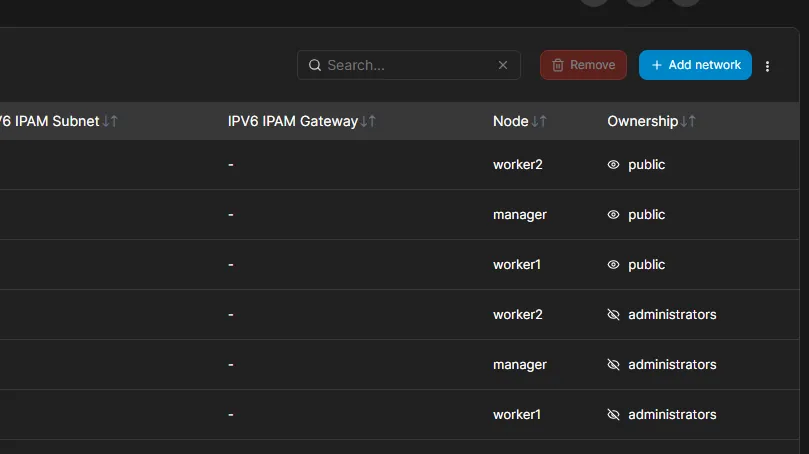 Search... Remove Add network
V6 IPAM Subnet IPV6 IPAM Gateway Node Ownership
- worker2 public
- manager public
- worker1 public
- worker2 administrators
- manager administrators
- worker1 administrators